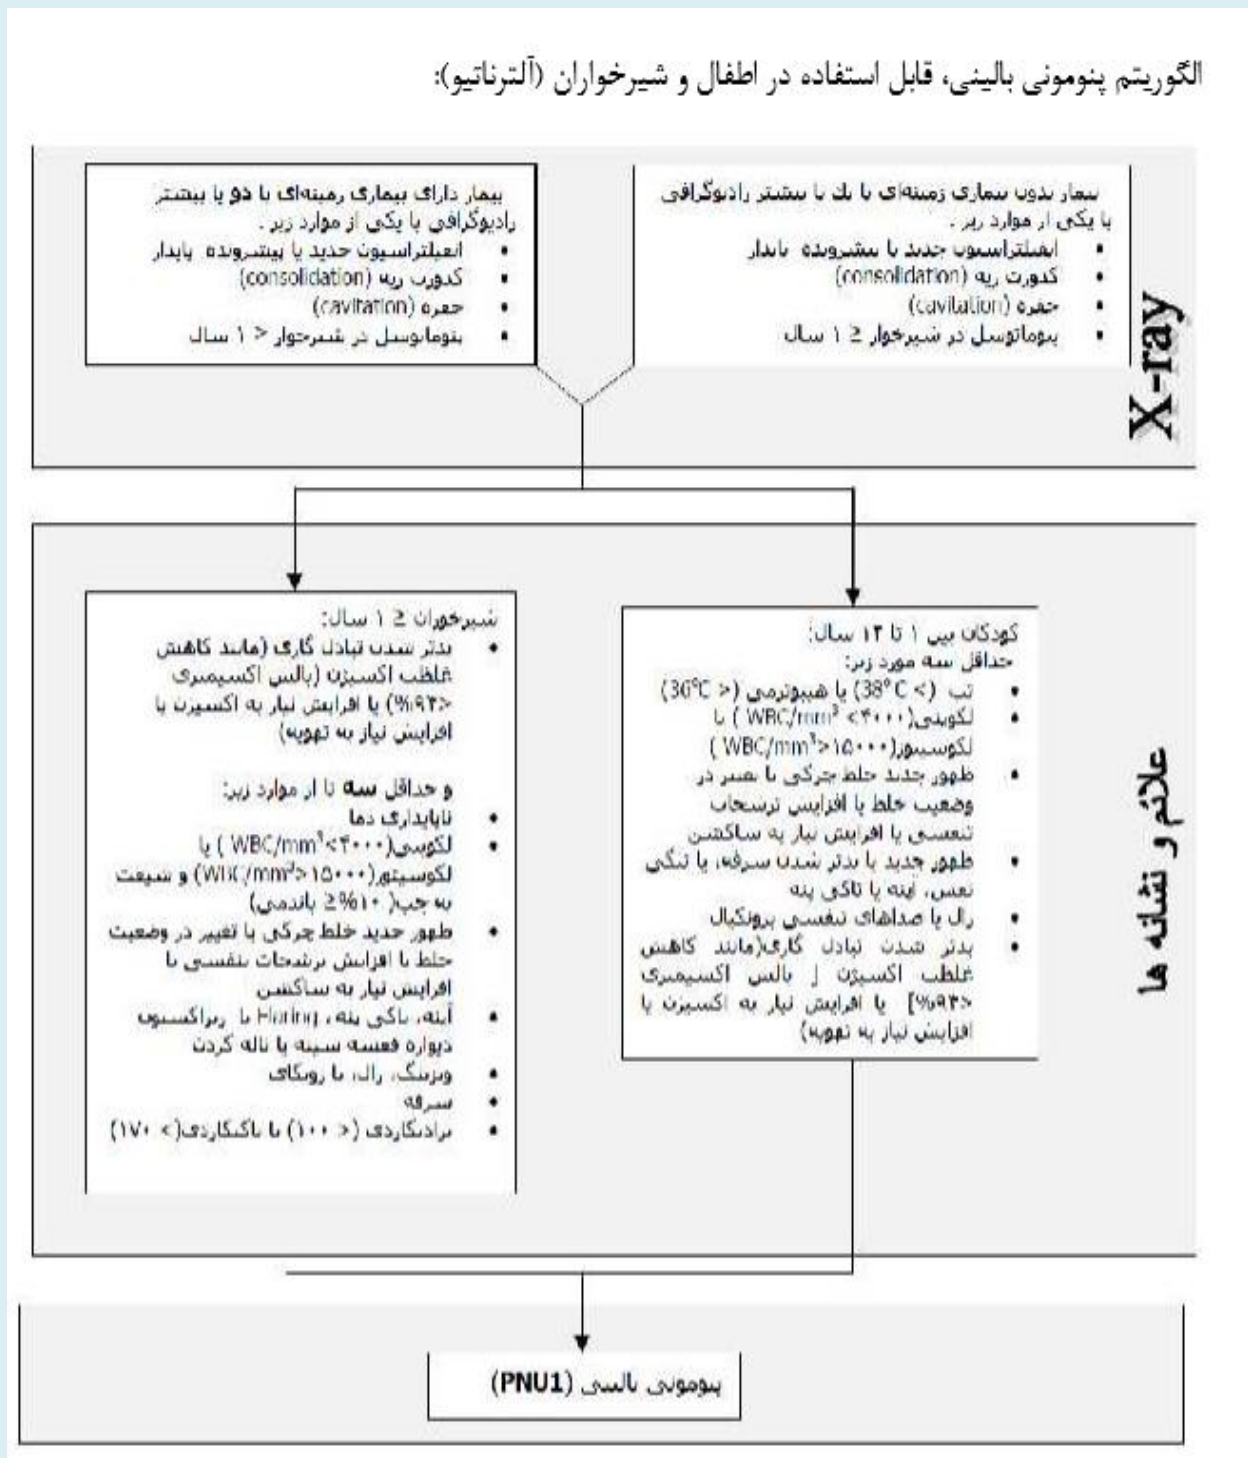 الگوریتم پنومونی بالینی، قابل استفاده در اطفال و شیرخواران (آلترناتیو):
بیمار بدون بیماری زمینه‌ای با یك یا بیشتر رادیوگرافی
با یکی از موارد زیر .
انفیلتراسیون جدید یا پیشرونده پایدار
کدورت ریه (consolidation)
حفره (cavitation)
پنوماتوسل در شیرخوار ≤ ۱ سال
بیمار دارای بیماری زمینه‌ای با دو یا بیشتر
رادیوگرافی با یکی از موارد زیر .
انفیلتراسیون جدید یا پیشرونده پایدار
کدورت ریه (consolidation)
حفره (cavitation)
پنوماتوسل در شیرخوار < ۱ سال
X-ray
کودکان بین ۱ تا ۱۲ سال:
حداقل سه مورد زیر:
تب (> 38°C) یا هیپوترمی (< 36°C)
لکوپنی(WBC/mm³ <۴۰۰۰ ) یا
لکوسیتوز(WBC/mm³>۱۵۰۰۰ )
ظهور جدید خلط چرکی یا تغییر در
وضعیت خلط یا افزایش ترشحات
تنفسی یا افزایش نیاز به ساکشن
ظهور جدید یا بدتر شدن سرفه، یا تنگی
نفس، آپنه یا تاکی پنه
رال یا صداهای تنفسی برونکیال
بدتر شدن تبادل گازی(مانند کاهش
غلظت اکسیژن [ پالس اکسیمیری
<۹۴%] یا افزایش نیاز به اکسیژن یا
افزایش نیاز به تهویه)
شیرخوران ≤ ۱ سال:
بدتر شدن تبادل گازی (مانند کاهش
غلظت اکسیژن (پالس اکسیمیری
<۹۴%) یا افزایش نیاز به اکسیژن یا
افزایش نیاز به تهویه)
و حداقل سه تا از موارد زیر:
ناپایداری دما
لکوپنی(WBC/mm³<۴۰۰۰ ) یا
لکوسیتوز(WBC/mm³>۱۵۰۰۰) و شیفت
به چپ( ۱۰%≤ باندمی)
ظهور جدید خلط چرکی یا تغییر در وضعیت
خلط یا افزایش ترشحات تنفسی یا
افزایش نیاز به ساکشن
آپنه، تاکی پنه، Flaring با رتراکسیون
دیواره قفسه سینه یا ناله کردن
ویزینگ، رال، یا رونکای
سرفه
برادیکاردی (< ۱۰۰) یا تاکیکاردی(> ۱۷۰)
علائم و نشانه ها
پنومونی بالینی (PNU1)